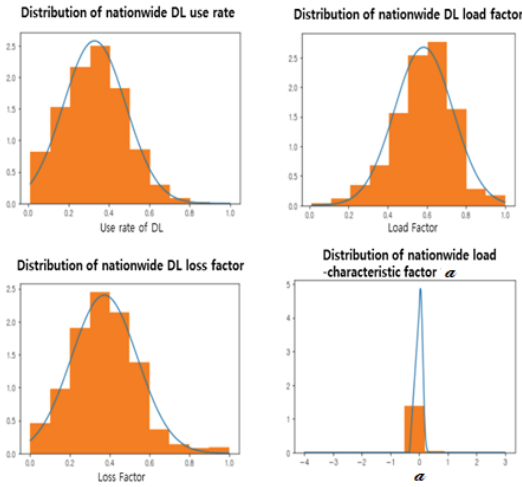 Distribution of nationwide DL use rate
2.5
2.0
1.5
1.0
0.5
0.0
0.0 0.2 0.4 0.6 0.8 1.0
Use rate of DL
Distribution of nationwide DL load factor
2.5
2.0
1.5
1.0
0.5
0.0
0.0 0.2 0.4 0.6 0.8 1.0
Load Factor
Distribution of nationwide DL loss factor
2.5
2.0
1.5
1.0
0.5
0.0
0.0 0.2 0.4 0.6 0.8 1.0
Loss Factor
Distribution of nationwide load
-characteristic factor a
5
4
3
2
1
0
-4 -3 -2 -1 0 1 2 3
a